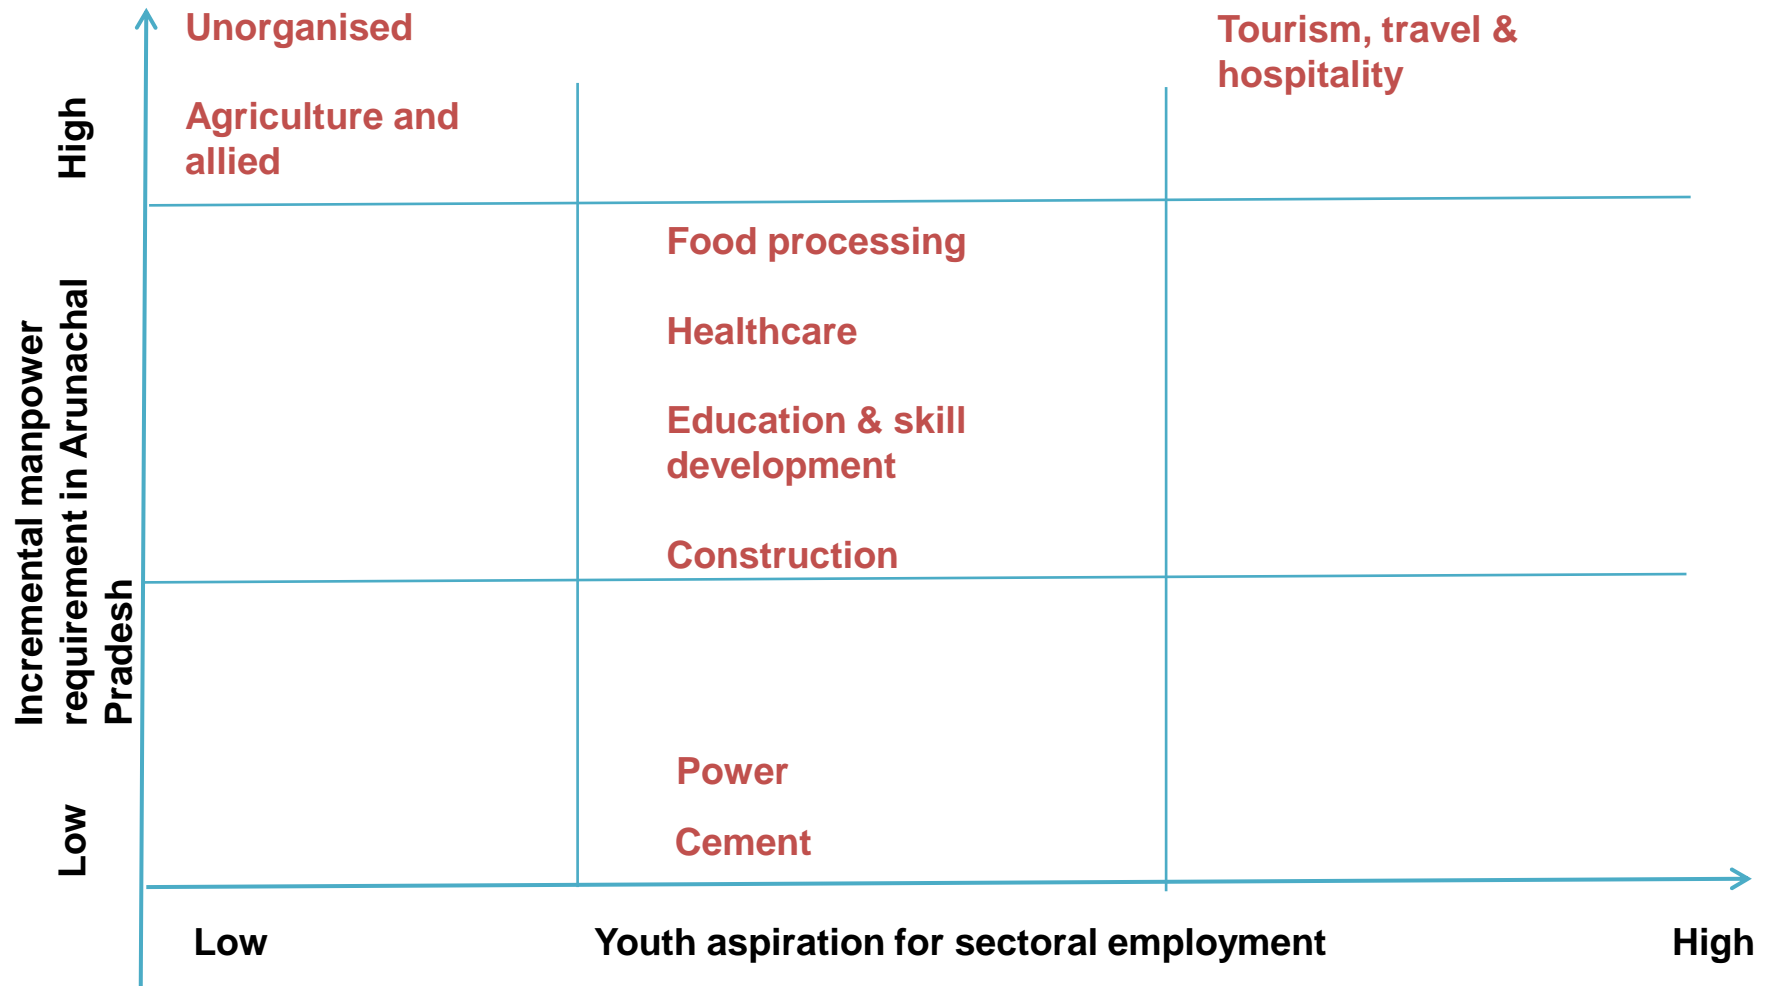 Unorganised
Agriculture and
allied
Tourism, travel &
hospitality
Food processing
Healthcare
Education & skill
development
Construction
Power
Cement
High
Incremental manpower
requirement in Arunachal
Pradesh
Low
Low
Youth aspiration for sectoral employment
High